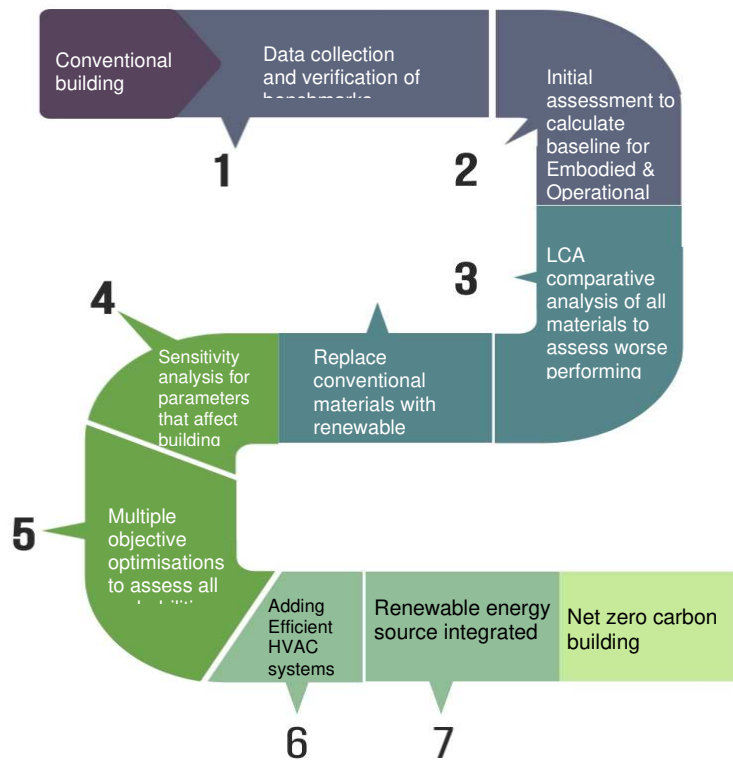 Conventional
building
Data collection
and verification of
benchmarks
1
Initial
assessment to
calculate
baseline for
Embodied &
Operational
2
LCA
comparative
analysis of all
materials to
assess worse
performing
3
Replace
conventional
materials with
renewable
4
Sensitivity
analysis for
parameters
that affect
building
5
Multiple
objective
optimisations
to assess all
Adding
Efficient
HVAC
systems
6
Renewable energy
source integrated
7
Net zero carbon
building